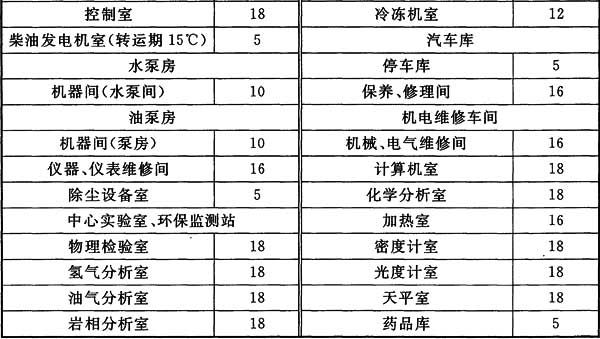 控制室 18 冷冻机室 12
柴油发电机室(转运期15℃) 5 汽车库
水泵房 停车库 5
机器间(水泵间) 10 保养、修理间 16
油泵房 机电维修车间
机器间(泵房) 10 机械、电气维修间 16
仪器、仪表维修间 16 计算机室 18
除尘设备室 5 化学分析室 18
中心实验室、环保监测站 加热室 16
物理检验室 18 密度计室 18
氢气分析室 18 光度计室 18
油气分析室 18 天平室 18
岩相分析室 18 药品库 5